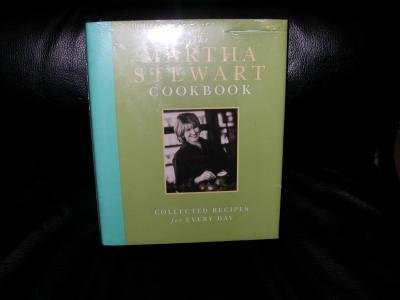 MARTHA
STEWART
COOKBOOK
COLLECTED RECIPES
for EVERY DAY